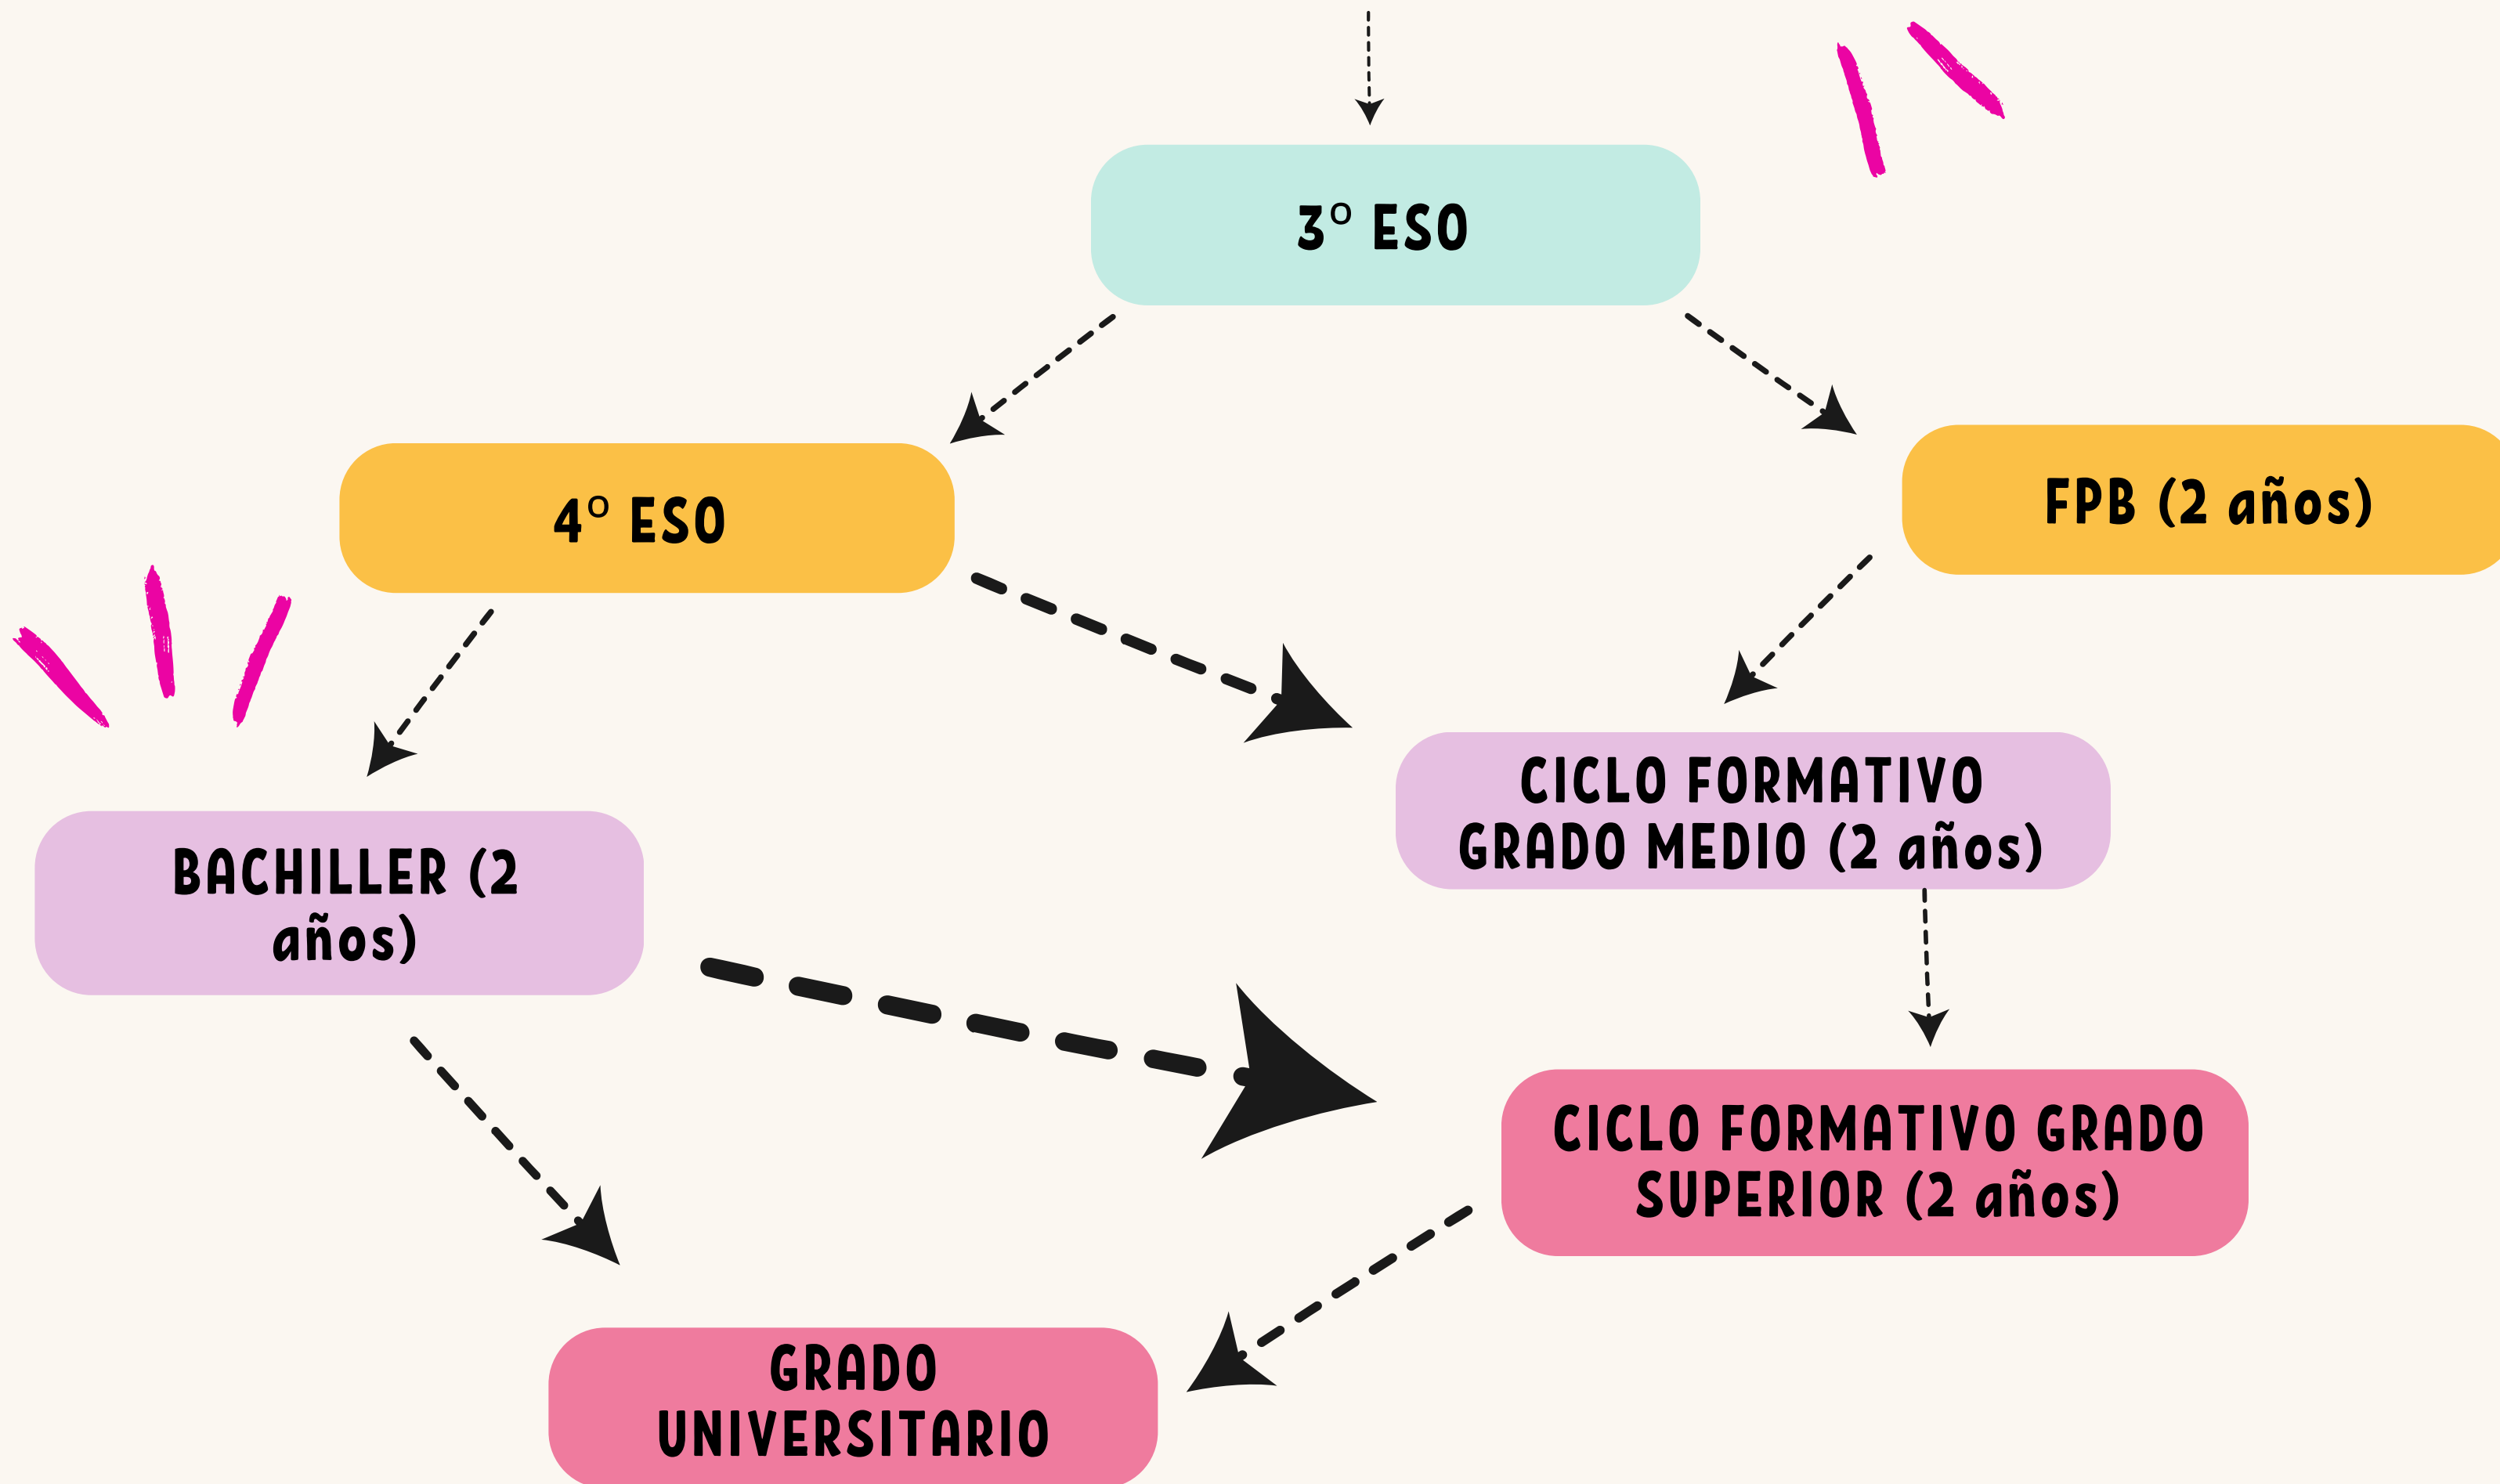 3º ESO
4º ESO
FPB (2 años)
CICLO FORMATIVO
GRADO MEDIO (2 años)
BACHILLER (2
años)
CICLO FORMATIVO GRADO
SUPERIOR (2 años)
GRADO
UNIVERSITARIO